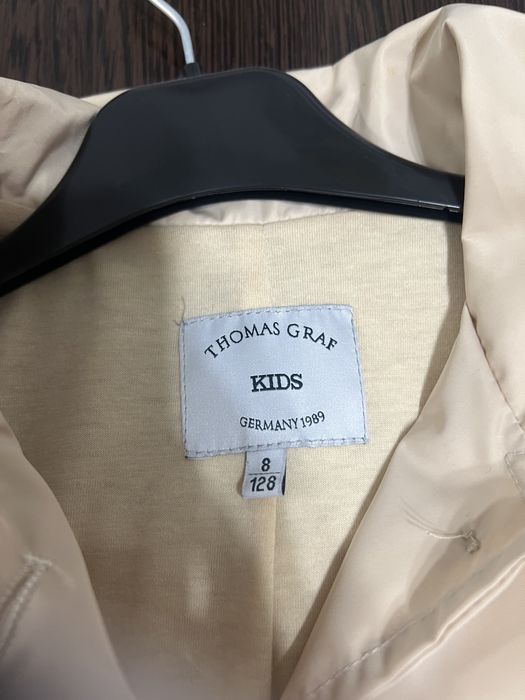 THOMAS GRAF
KIDS
GERMANY 1989
8
128